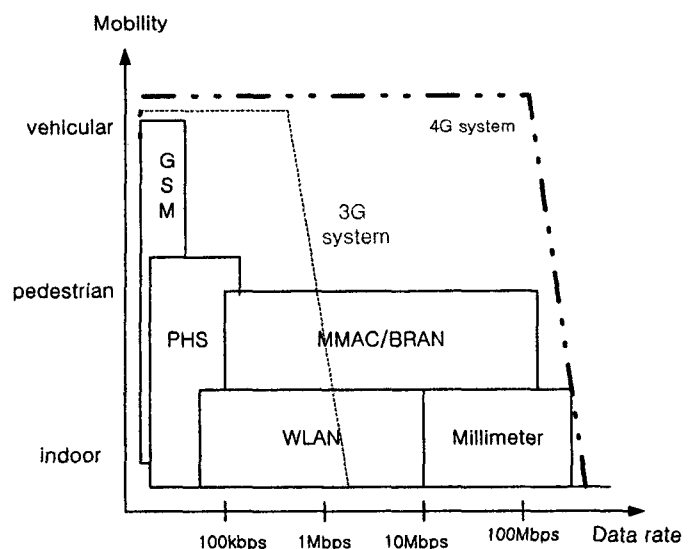 Mobility
vehicular
4G system
G
S
M
3G
system
pedestrian
PHS
MMAC/BRAN
WLAN
Millimeter
indoor
100kbps
1Mbps
10Mbps
100Mbps
Data rate